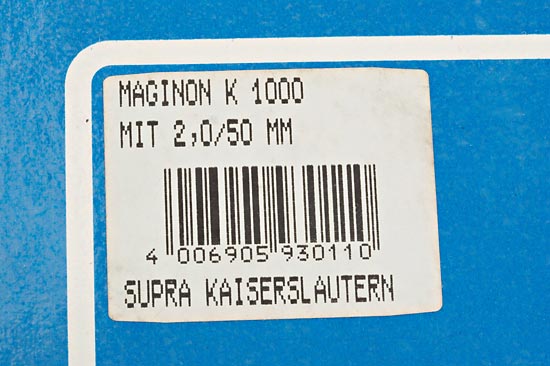 MAGINON K 1000
MIT 2,0/50 MM
4 006905 930110
SUPRA KAISERSLAUTERN